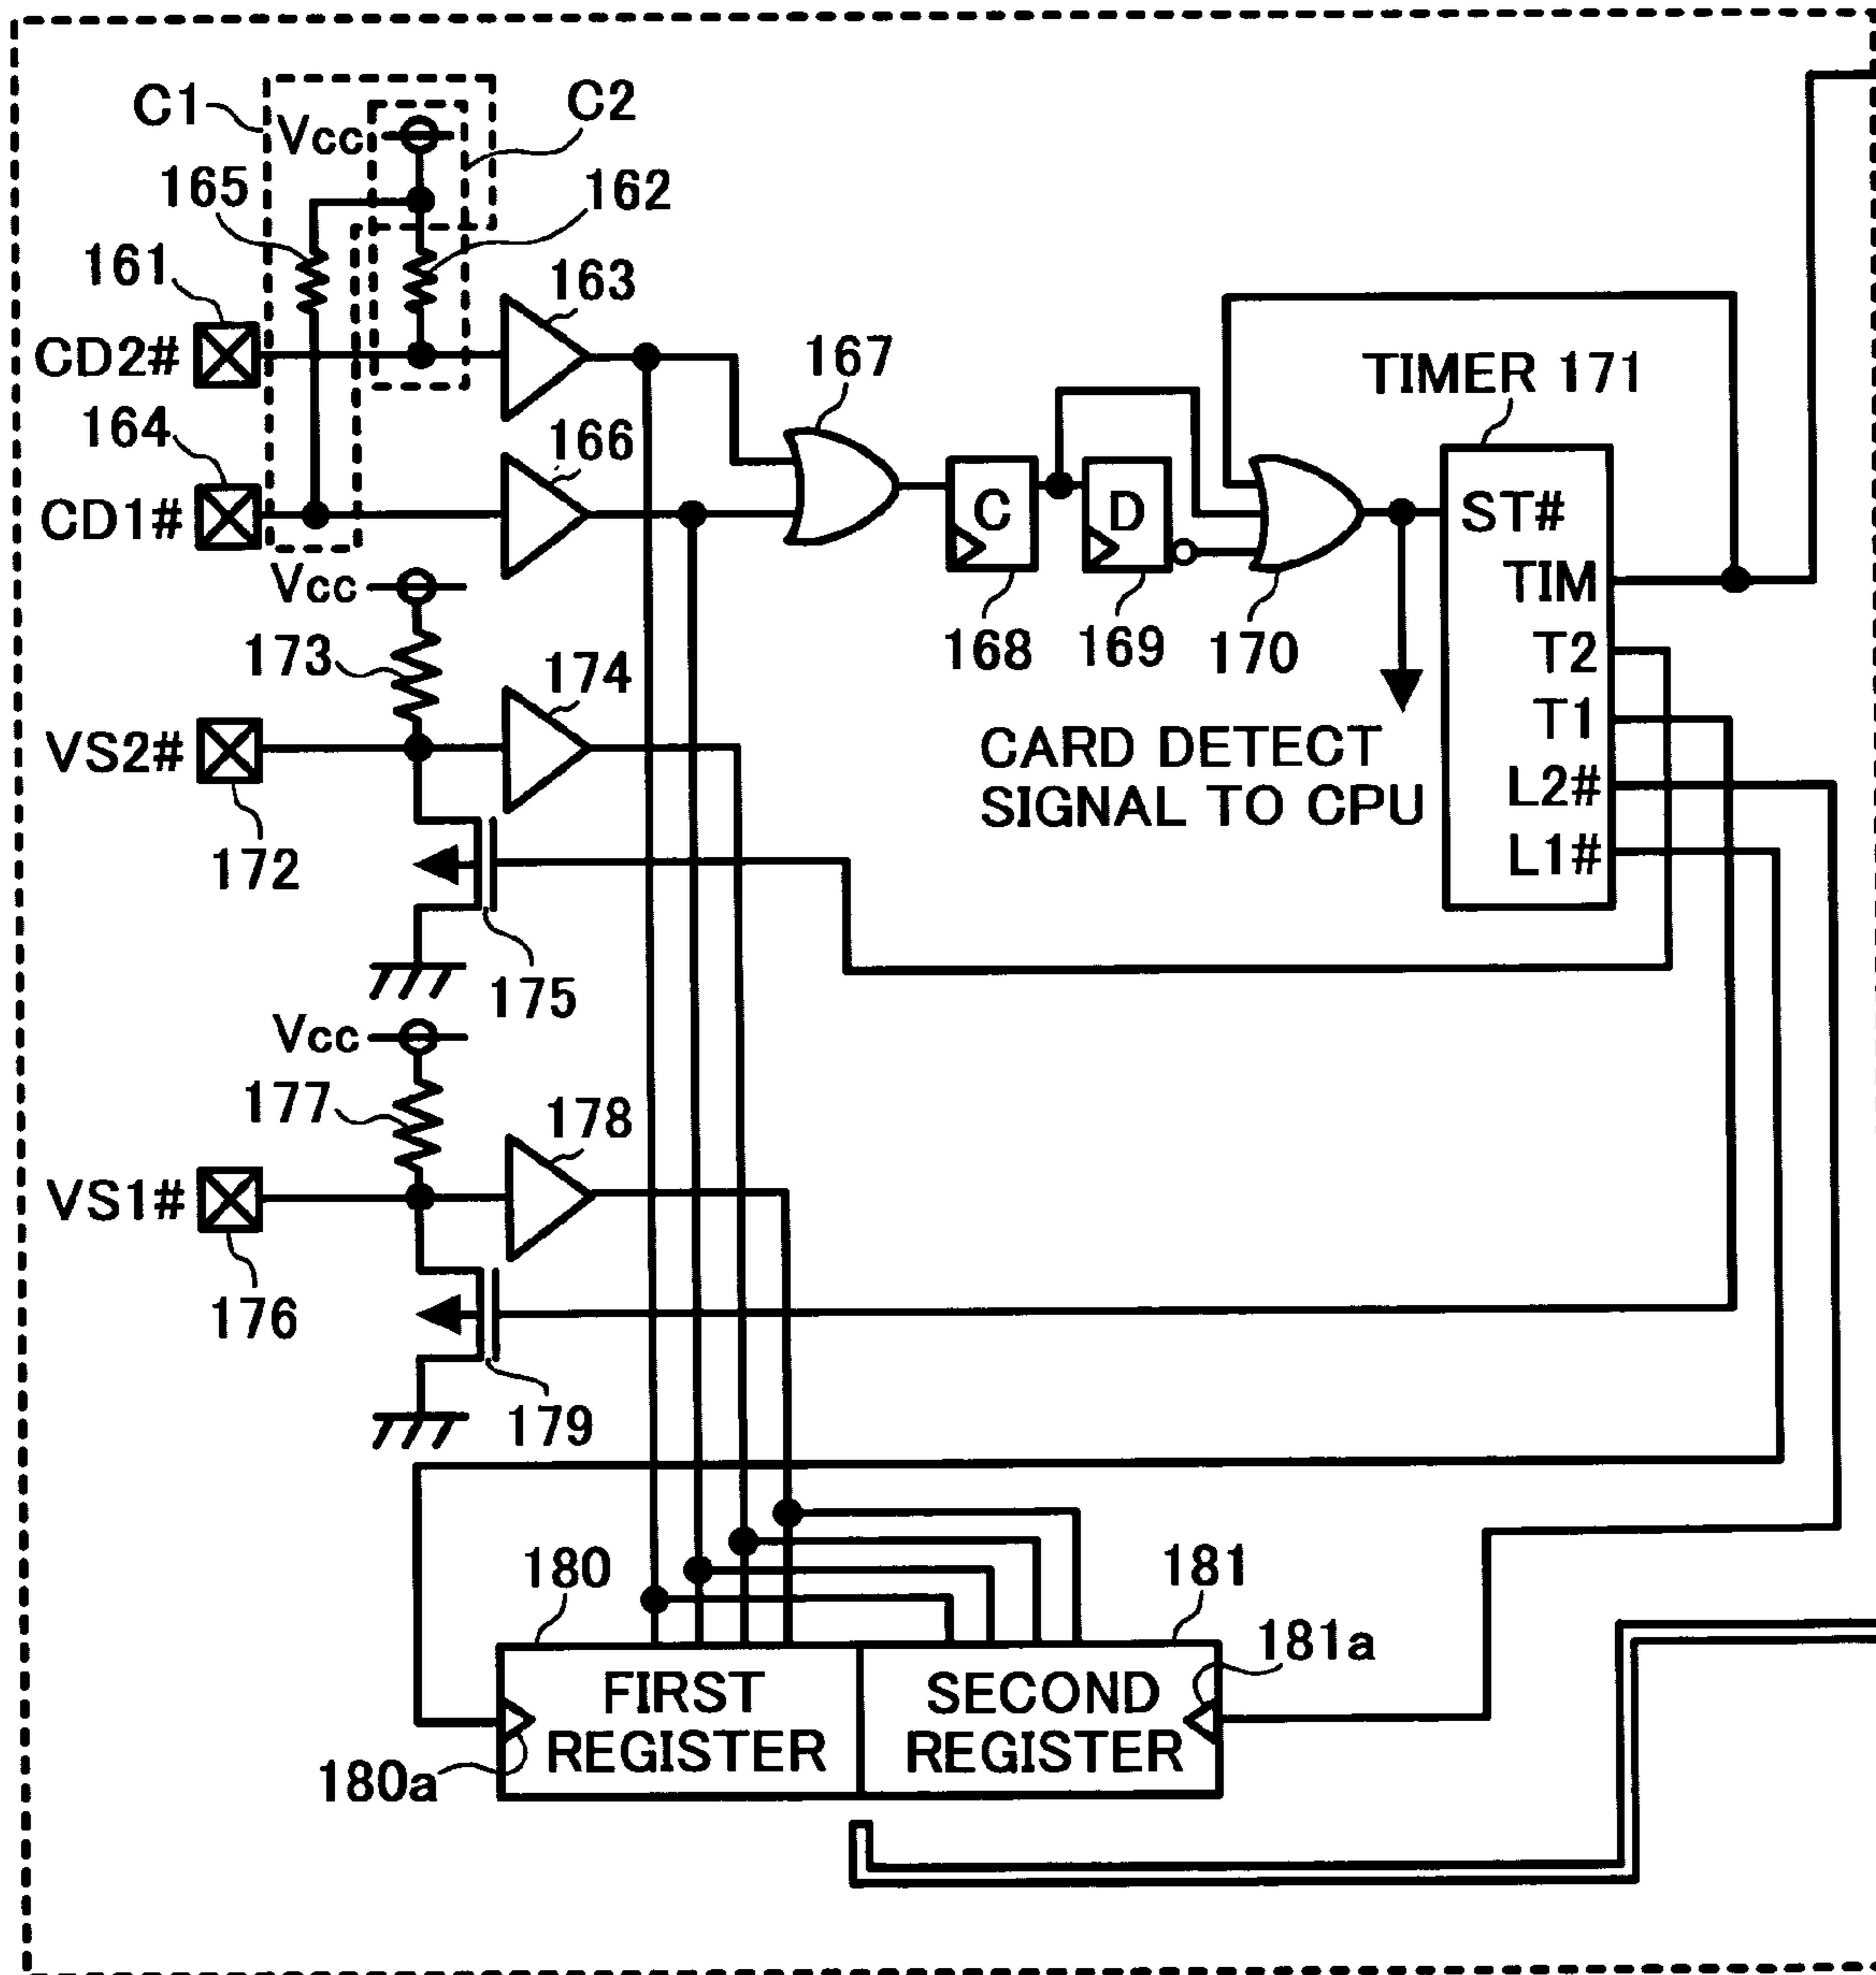 C1
C2
Vcc
165
162
161
163
CD2#
167
TIMER 171
164
166
CD1#
C
D
ST#
Vcc
TIM
168
169
170
T2
173
174
T1
VS2#
CARD DETECT
SIGNAL TO CPU
L2#
L1#
172
175
Vcc
177
178
VS1#
176
179
180
181
181a
FIRST
REGISTER
SECOND
REGISTER
180a